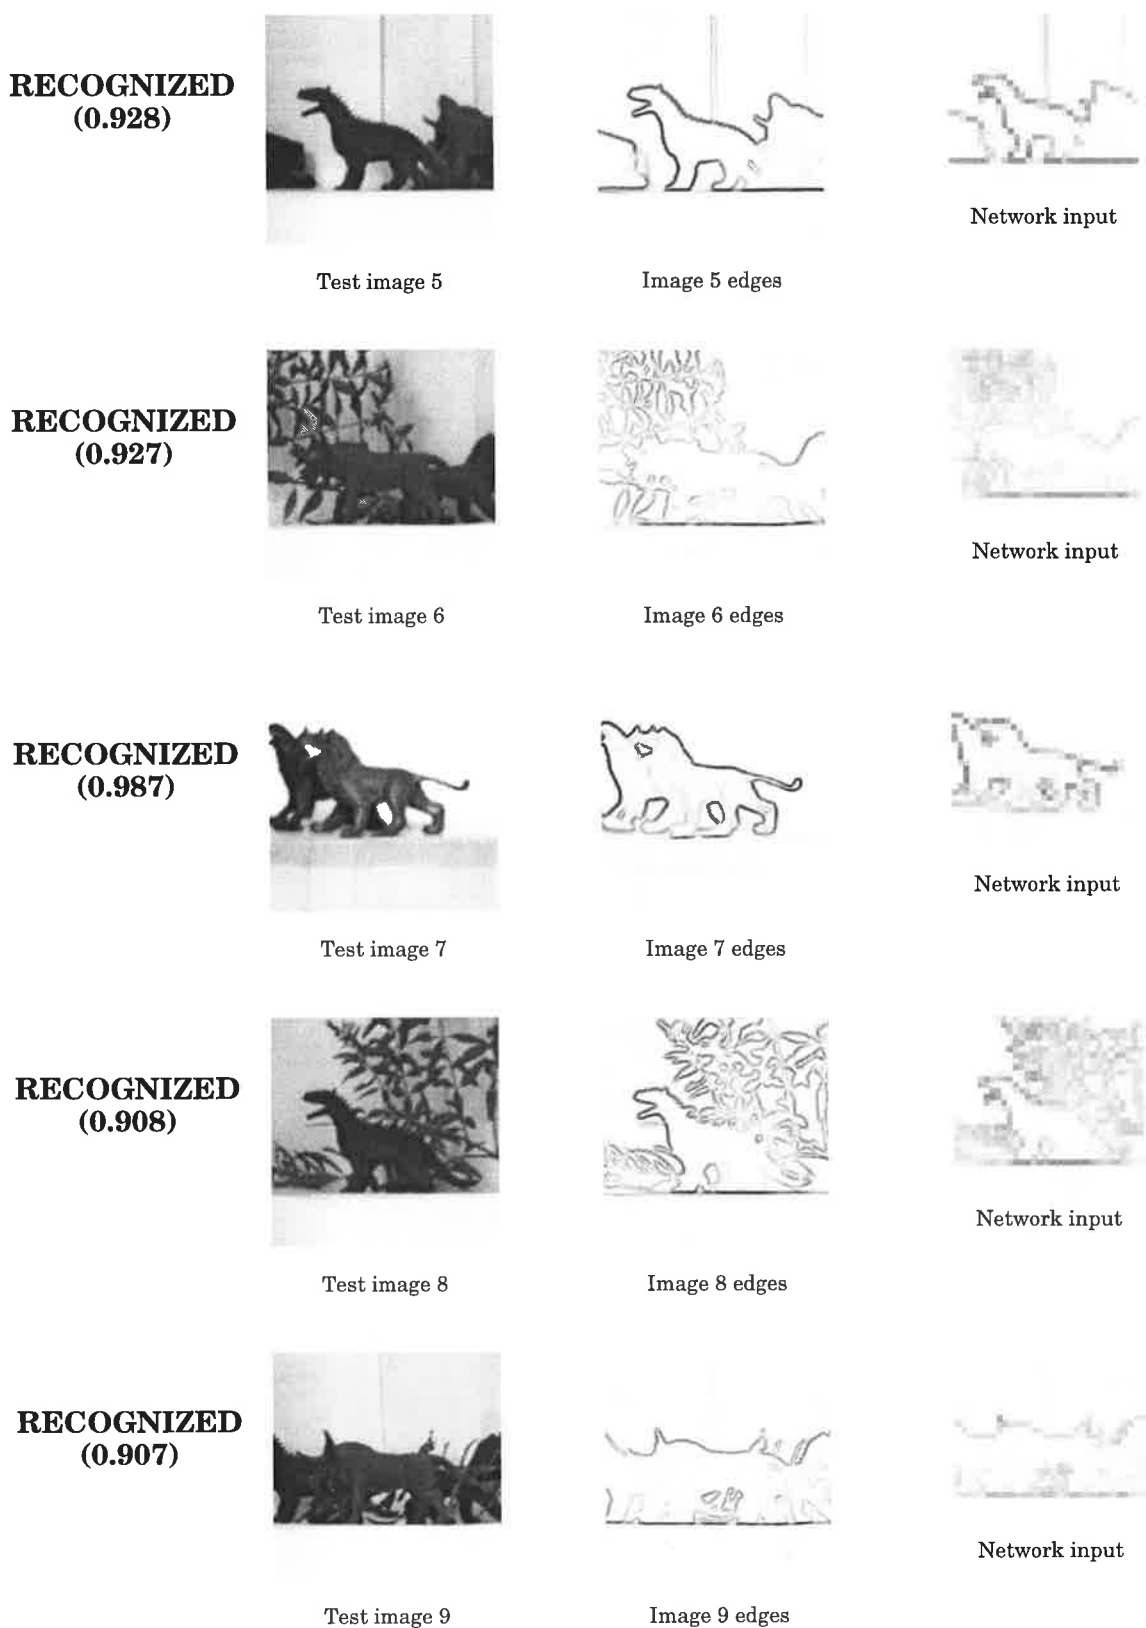 RECOGNIZED
(0.928)
Network input
Test image 5
Image 5 edges
RECOGNIZED
(0.927)
Network input
Test image 6
Image 6 edges
RECOGNIZED
(0.987)
Network input
Test image 7
Image 7 edges
RECOGNIZED
(0.908)
Network input
Test image 8
Image 8 edges
RECOGNIZED
(0.907)
Network input
Test image 9
Image 9 edges